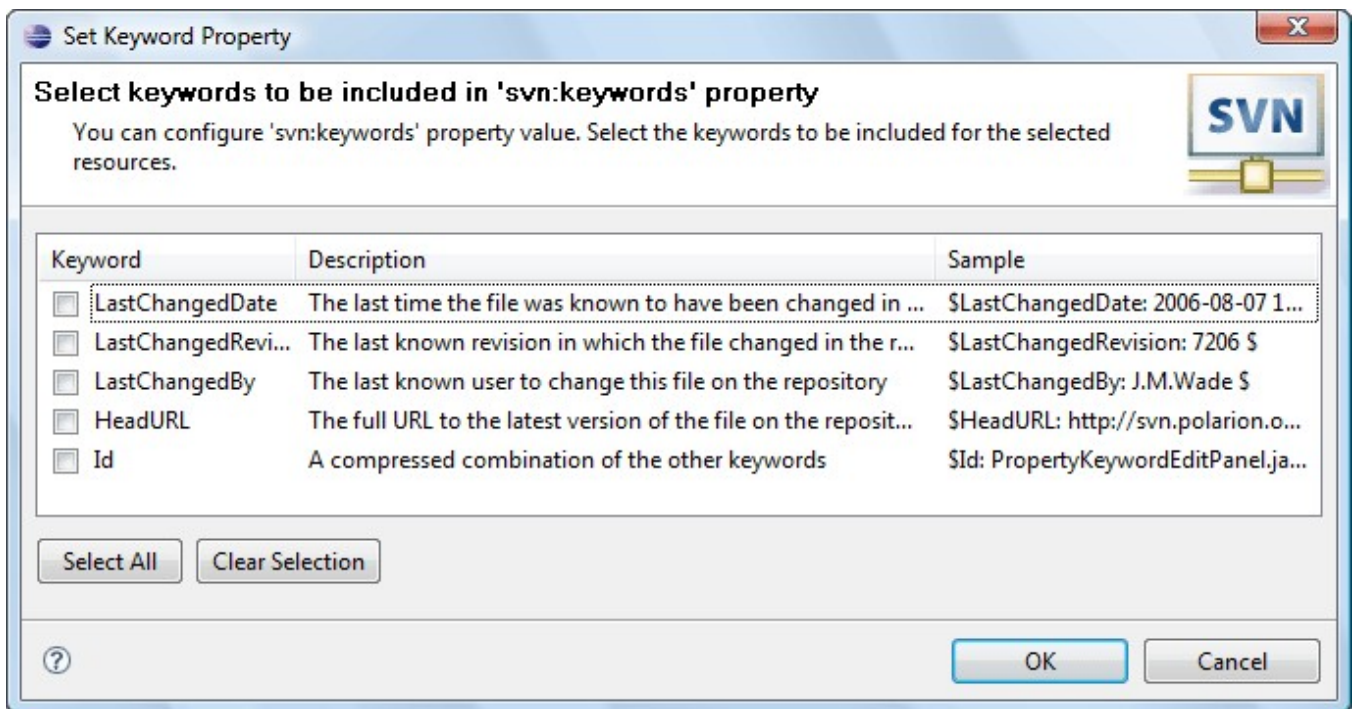 Set Keyword Property
Select keywords to be included in 'svn:keywords' property
You can configure 'svn:keywords' property value. Select the keywords to be included for the selected
resources.
SVN
Keyword Description Sample
LastChangedDate The last time the file was known to have been changed in ... $LastChangedDate: 2006-08-07 1...
LastChangedRevi... The last known revision in which the file changed in the r... $LastChangedRevision: 7206 $
LastChangedBy The last known user to change this file on the repository $LastChangedBy: J.M.Wade $
HeadURL The full URL to the latest version of the file on the reposit... $HeadURL: http://svn.polarion.o...
Id A compressed combination of the other keywords $Id: PropertyKeywordEditPanel.ja...
Select All Clear Selection
? OK Cancel